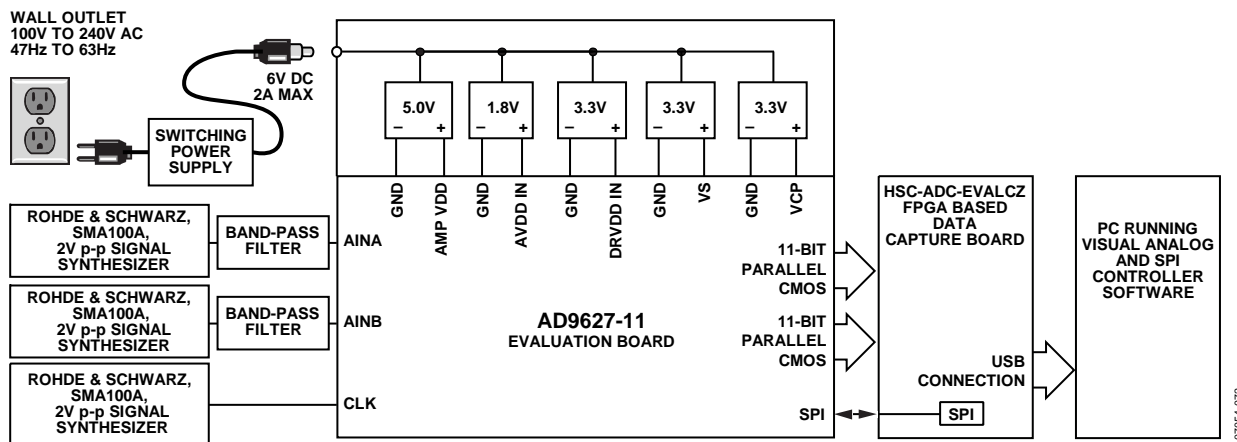 WALL OUTLET
100V TO 240V AC
47Hz TO 63Hz
6V DC
2A MAX
SWITCHING
POWER
SUPPLY
5.0V
– +
1.8V
– +
3.3V
– +
3.3V
– +
3.3V
– +
GND
AMP VDD
GND
AVDD IN
GND
DRVDD IN
GND
VS
GND
VCP
ROHDE & SCHWARZ,
SMA100A,
2V p-p SIGNAL
SYNTHESIZER
BAND-PASS
FILTER
AINA
ROHDE & SCHWARZ,
SMA100A,
2V p-p SIGNAL
SYNTHESIZER
BAND-PASS
FILTER
AINB
ROHDE & SCHWARZ,
SMA100A,
2V p-p SIGNAL
SYNTHESIZER
CLK
AD9627-11
EVALUATION BOARD
11-BIT
PARALLEL
CMOS
11-BIT
PARALLEL
CMOS
SPI
HSC-ADC-EVALCZ
FPGA BASED
DATA
CAPTURE BOARD
USB
CONNECTION
SPI
PC RUNNING
VISUAL ANALOG
AND SPI
CONTROLLER
SOFTWARE